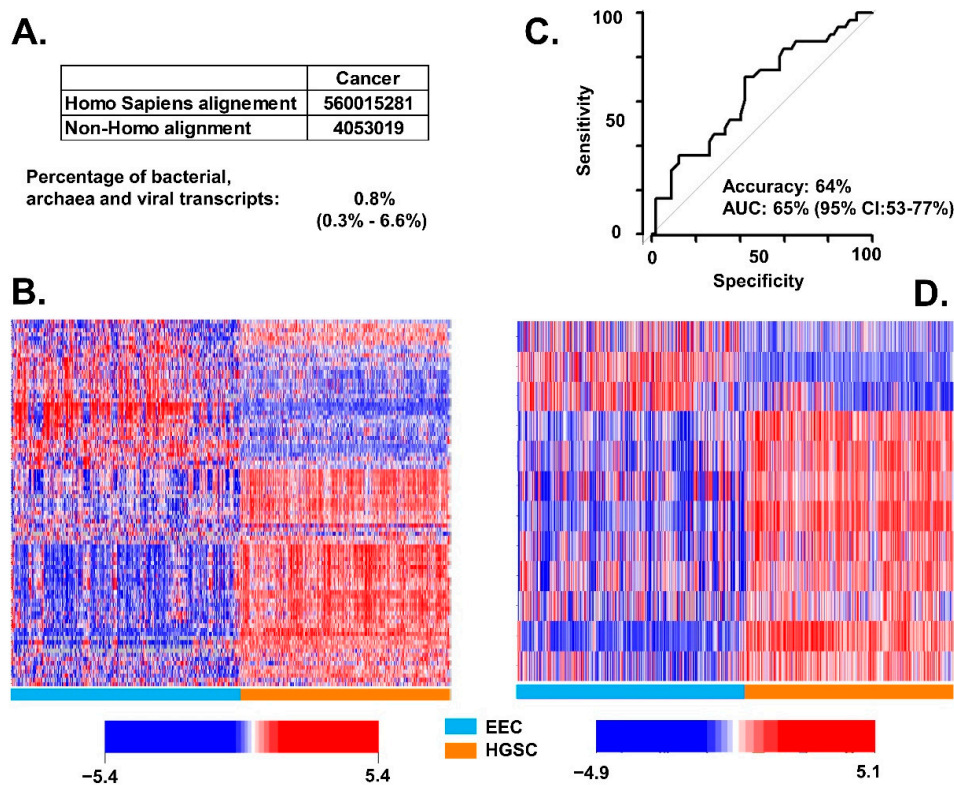 A.
Cancer
Homo Sapiens alignement 560015281
Non-Homo alignment 4053019
Percentage of bacterial,
archaea and viral transcripts: 0.8%
(0.3% - 6.6%)
C.
100
50
0
Sensitivity
Accuracy: 64%
AUC: 65% (95% CI:53-77%)
0 50 100
Specificity
B.
D.
EEC
HGSC
−5.4 5.4
−4.9 5.1